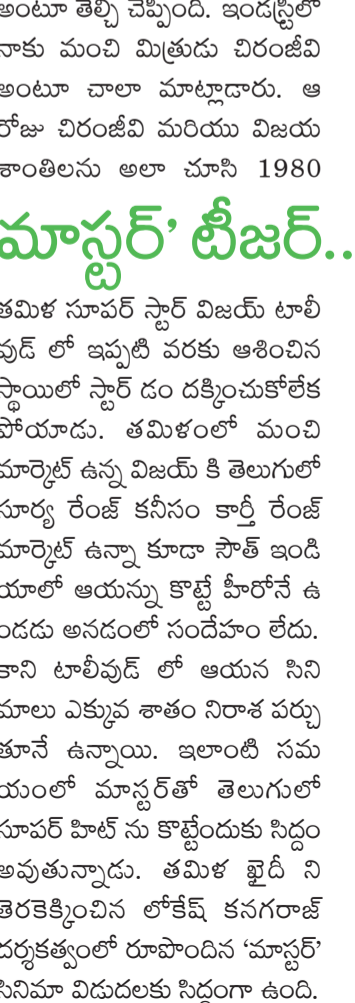 అంటూ తేల్చి చెప్పింది. ఇండస్ట్రీలో
నాకు మంచి మిత్రుడు చిరంజీవి
అంటూ చాలా మాట్లాడారు. ఆ
రోజు చిరంజీవి మరియు విజయ
శాంతిలను అలా చూసి 1980
మాస్టర్’ టీజర్..
తమిళ సూపర్ స్టార్ విజయ్ టాలీ
వుడ్ లో ఇప్పటి వరకు ఆశించిన
స్థాయిలో స్టార్ డం దక్కించుకోలేక
పోయాడు. తమిళంలో మంచి
మార్కెట్ ఉన్న విజయ్ కి తెలుగులో
సూర్య రేంజ్ కనీసం కార్తీ రేంజ్
మార్కెట్ ఉన్నా కూడా సౌత్ ఇండి
యాలో ఆయన్ను కొట్టే హీరోనే ఉ
ండడు అనడంలో సందేహం లేదు.
కాని టాలీవుడ్ లో ఆయన సిని
మాలు ఎక్కువ శాతం నిరాశ పర్చు
తూనే ఉన్నాయి. ఇలాంటి సమ
యంలో మాస్టర్‌తో తెలుగులో
సూపర్ హిట్ ను కొట్టేందుకు సిద్దం
అవుతున్నాడు. తమిళ ఖైదీ ని
తెరకెక్కించిన లోకేష్ కనగరాజ్
దర్శకత్వంలో రూపొందిన ‘మాస్టర్’
సినిమా విడుదలకు సిద్దంగా ఉంది.